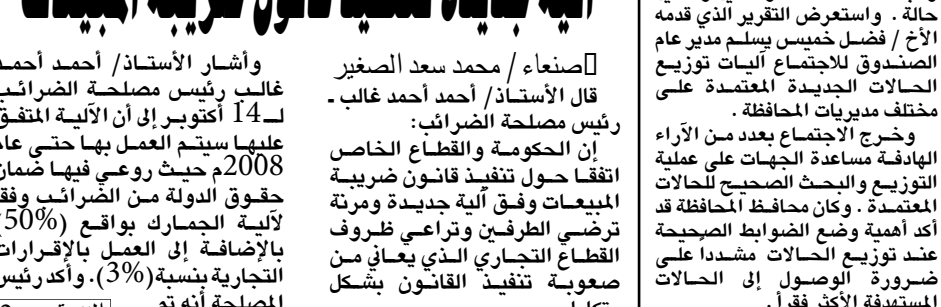 حالة . واستعرض التقرير الذي قدمه
الأخ / فضل خميس يسلم مدير عام
الصندوق للاجتماع آليات توزيع
الحالات الجديدة المعتمدة على
مختلف مديريات المحافظة .
وخرج الاجتماع بعدد من الآراء
الهادفة مساعدة الجهات على عملية
التوزيع والبحث الصحيح للحالات
المعتمدة . وكان محافظ المحافظة قد
أكد أهمية وضع الضوابط الصحيحة
عند توزيع الحالات مشددا على
ضرورة الوصول إلى الحالات
المستهدفة الأكثر فقراً .
صنعاء / محمد سعد الصغير
قال الأستاذ/ أحمد أحمد غالب ـ
رئيس مصلحة الضرائب:
إن الحكومة والقطاع الخاص
اتفقا حول تنفيذ قانون ضريبة
المبيعات وفق آلية جديدة ومرنة
ترضي الطرفين وتراعي ظروف
القطاع التجاري الذي يعاني من
صعوبة تنفيذ القانون بشكل
وأشار الأستاذ/ أحمد أحمد
غالب رئيس مصلحة الضرائب
لــ14 أكتوبر إلى أن الآلية المتفق
عليها سيتم العمل بها حتى عام
2008م حيث روعي فيها ضمان
حقوق الدولة من الضرائب وفقا
لآلية الجمارك بواقع (50%)
بالإضافة إلى العمل بالإقرارات
التجارية بنسبة(3%). وأكد رئيس
المصلحة أنه تم